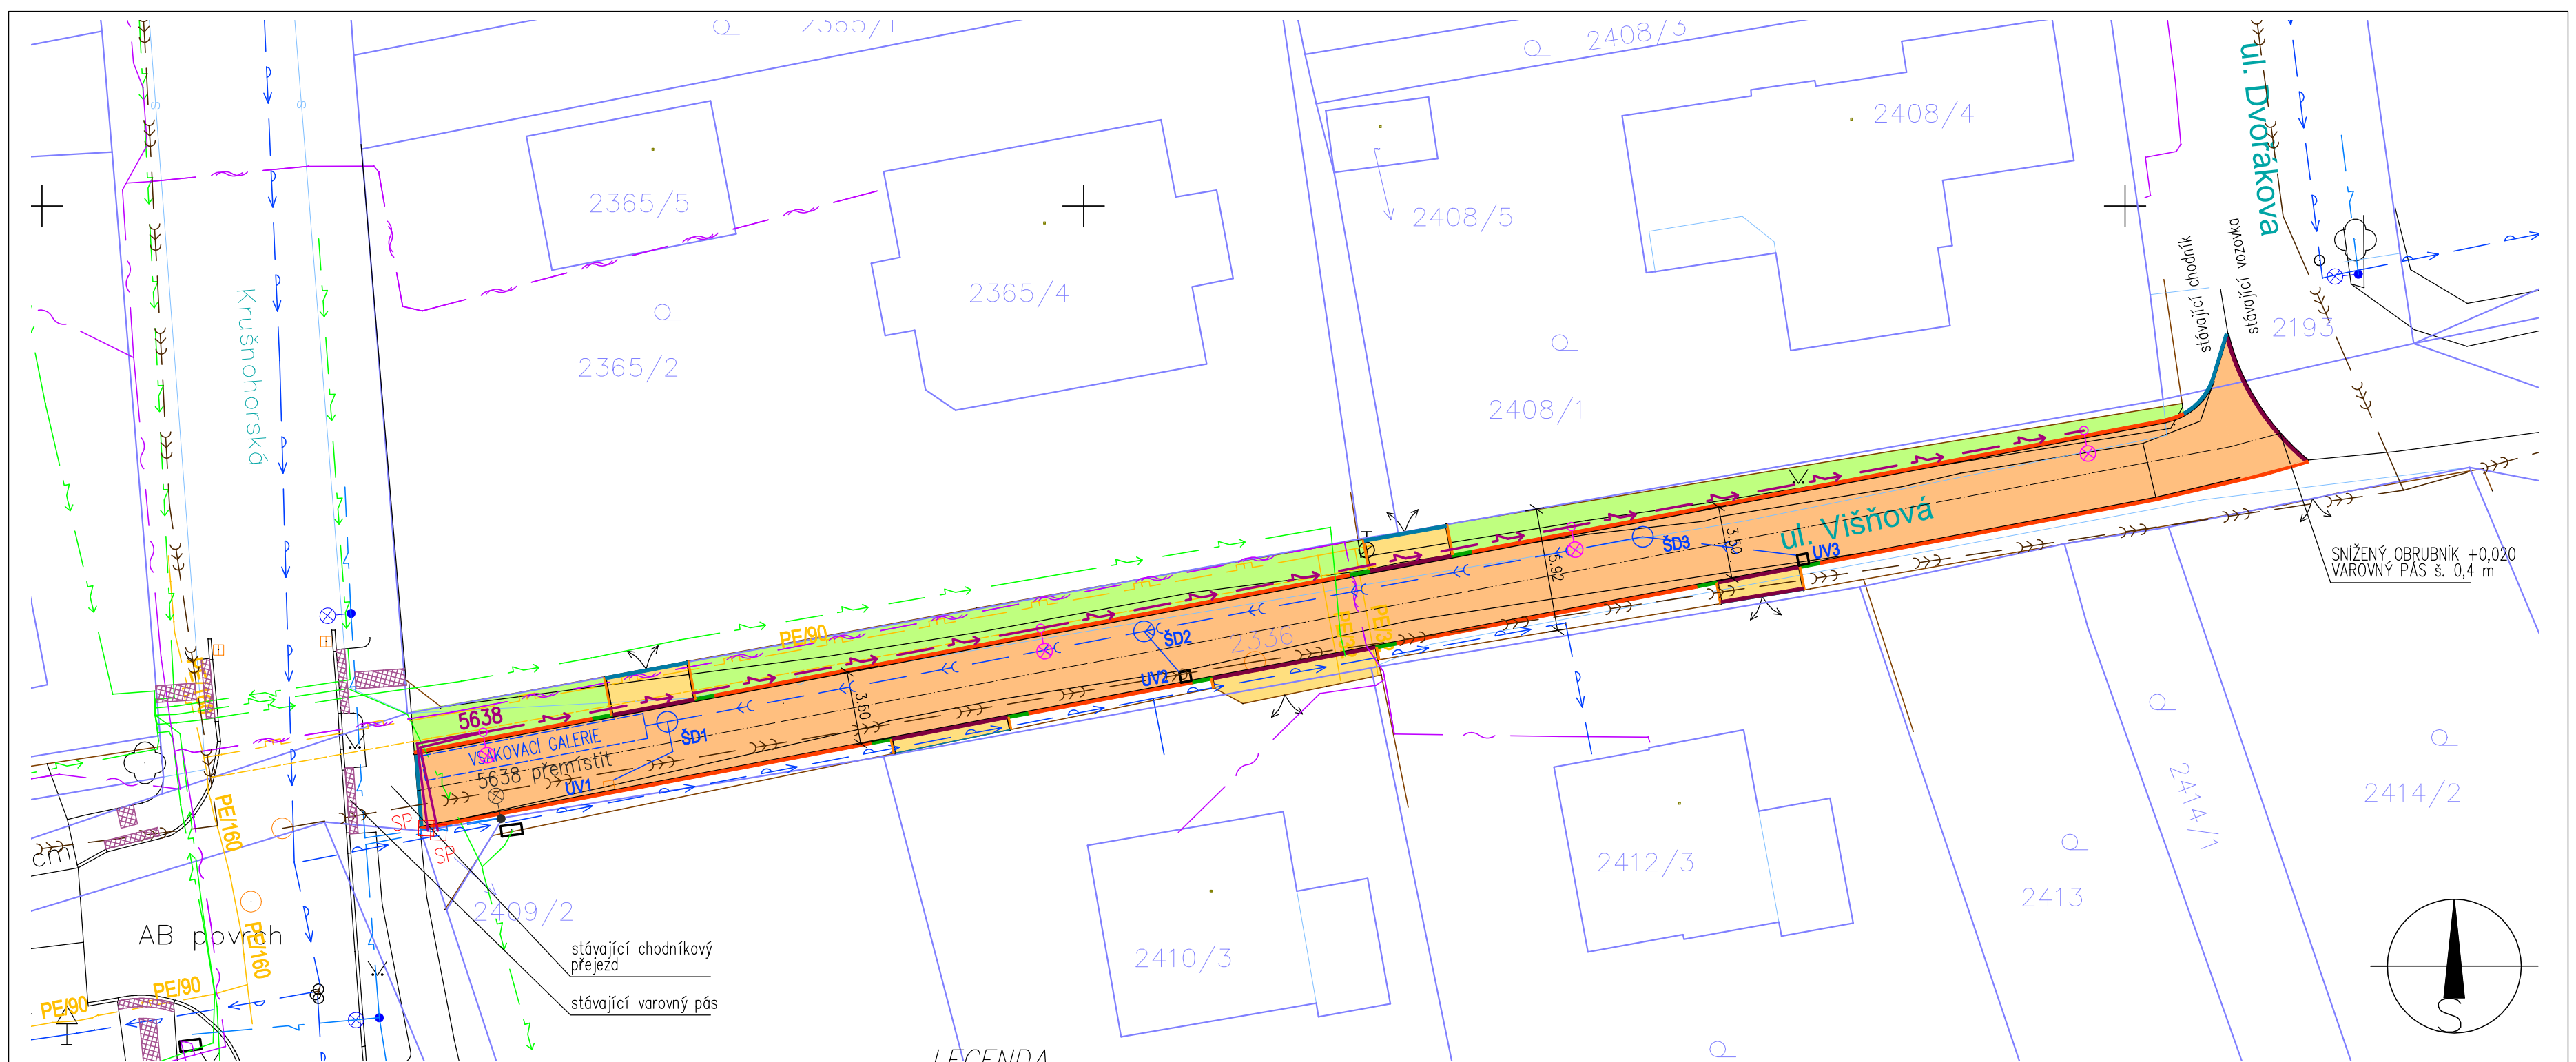 2365/1
2408/3
ul. Dvořákova
2408/4
2365/5
2408/5
2365/4
Krušnohorská
stávající chodník
stávající vozovka
2193
2365/2
2408/1
ul. Višňová
SNÍŽENÝ OBRUBNÍK +0,020
VAROVNÝ PÁS š. 0,4 m
3.50
5.92
ŠD3
UV3
PE/90
ŠD2
2336
UV2
5638
3.50
ŠD1
VSAKOVACÍ GALERIE
5638 přemístit
UV1
SP
SP
PE/160
cm
2409/2
AB povrch
PE/160
PE/90
PE/90
stávající chodníkový
přejezd
stávající varovný pás
2410/3
2412/3
2413
2414/1
2414/2
S
LEGENDA